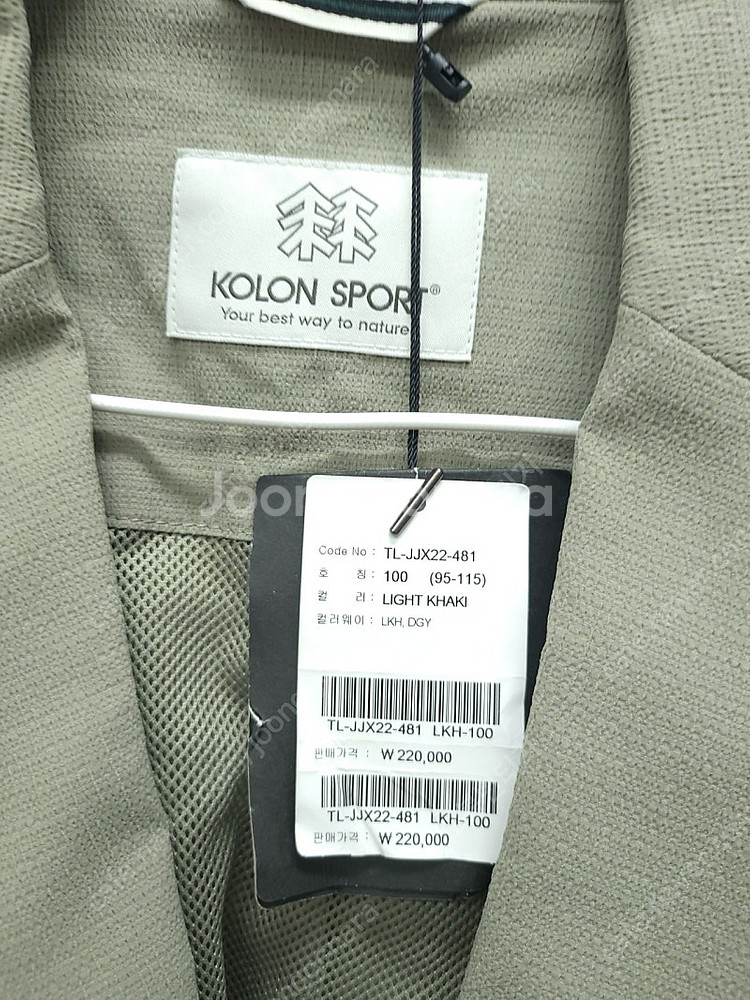 KOLON SPORT®
Your best way to nature
Joongonara
Code No : TL-JJX22-481
호 칭 : 100 (95-115)
컬 러 : LIGHT KHAKI
컬러웨이 : LKH, DGY
TL-JJX22-481 LKH-100
판매가격 : ₩ 220,000
TL-JJX22-481 LKH-100
판매가격 : ₩ 220,000